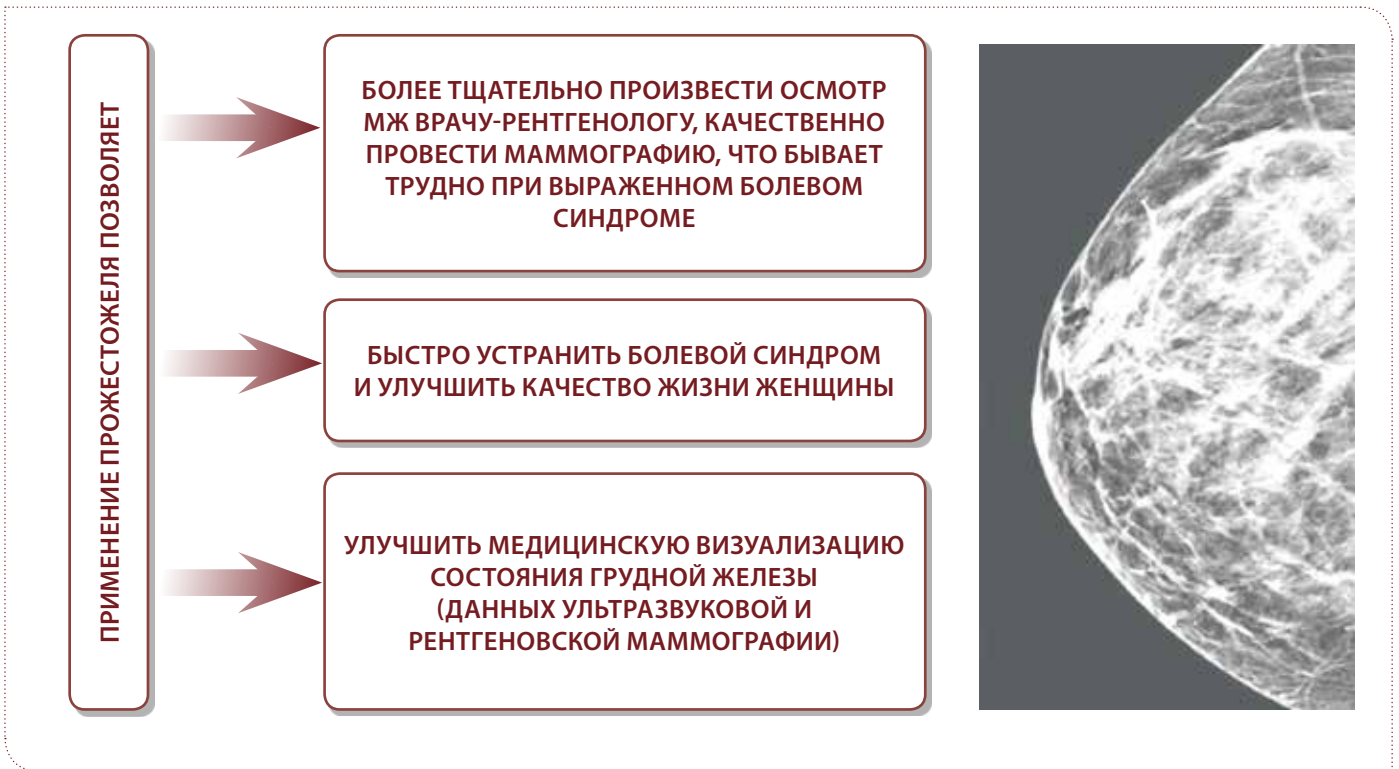 ПРИМЕНЕНИЕ ПРОЖЕСТОЖЕЛЯ ПОЗВОЛЯЕТ
БОЛЕЕ ТЩАТЕЛЬНО ПРОИЗВЕСТИ ОСМОТР
МЖ ВРАЧУ-РЕНТГЕНОЛОГУ, КАЧЕСТВЕННО
ПРОВЕСТИ МАММОГРАФИЮ, ЧТО БЫВАЕТ
ТРУДНО ПРИ ВЫРАЖЕННОМ БОЛЕВОМ
СИНДРОМЕ
БЫСТРО УСТРАНИТЬ БОЛЕВОЙ СИНДРОМ
И УЛУЧШИТЬ КАЧЕСТВО ЖИЗНИ ЖЕНЩИНЫ
УЛУЧШИТЬ МЕДИЦИНСКУЮ ВИЗУАЛИЗАЦИЮ
СОСТОЯНИЯ ГРУДНОЙ ЖЕЛЕЗЫ
(ДАННЫХ УЛЬТРАЗВУКОВОЙ И
РЕНТГЕНОВСКОЙ МАММОГРАФИИ)